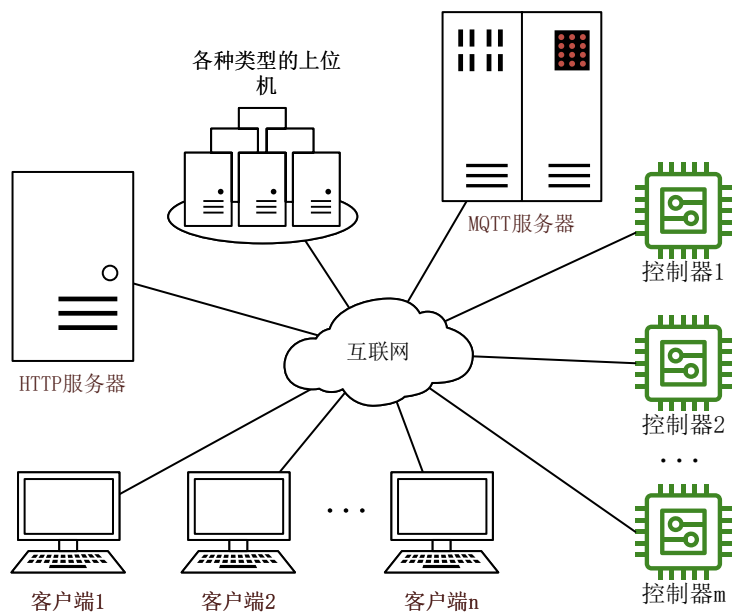 各种类型的上位
机
MQTT服务器
控制器1
互联网
HTTP服务器
控制器2
...
...
客户端1
客户端2
客户端n
控制器m